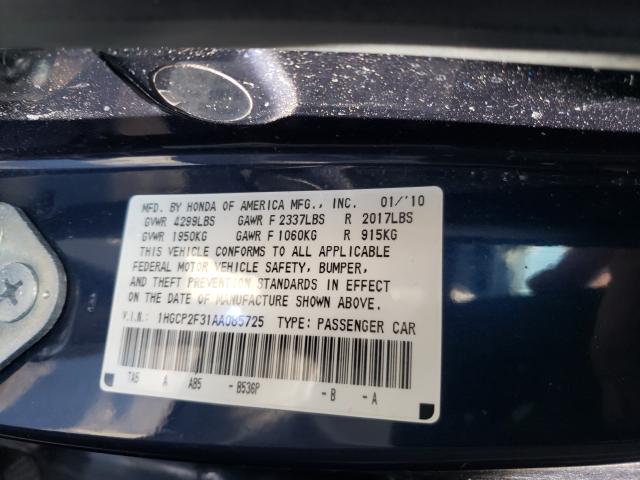 MFD. BY HONDA OF AMERICA MFG., INC. 01/'10
GVWR 4299LBS GAWR F 2337LBS R 2017LBS
GVWR 1950KG GAWR F 1060KG R 915KG
THIS VEHICLE CONFORMS TO ALL APPLICABLE
FEDERAL MOTOR VEHICLE SAFETY, BUMPER,
AND THEFT PREVENTION STANDARDS IN EFFECT
ON THE DATE OF MANUFACTURE SHOWN ABOVE.
V.I.N.: 1HGCP2F31AA085725 TYPE: PASSENGER CAR
TA5 A AB5 - B536P - B - A